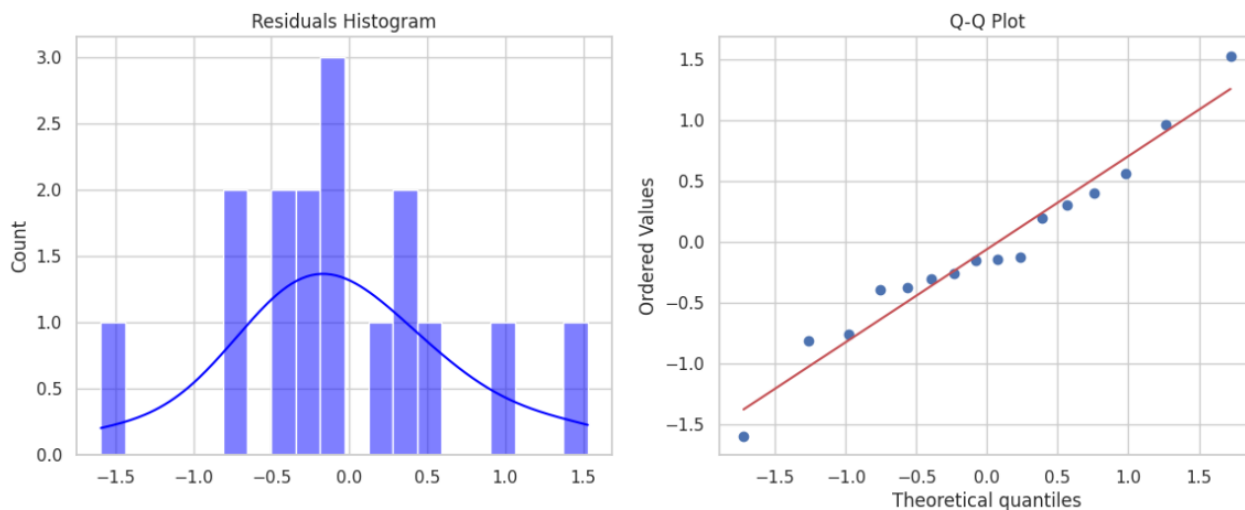 Residuals Histogram
Count
3.0
2.5
2.0
1.5
1.0
0.5
0.0
−1.5 −1.0 −0.5 0.0 0.5 1.0 1.5
Q-Q Plot
Ordered Values
1.5
1.0
0.5
0.0
−0.5
−1.0
−1.5
−1.5 −1.0 −0.5 0.0 0.5 1.0 1.5
Theoretical quantiles